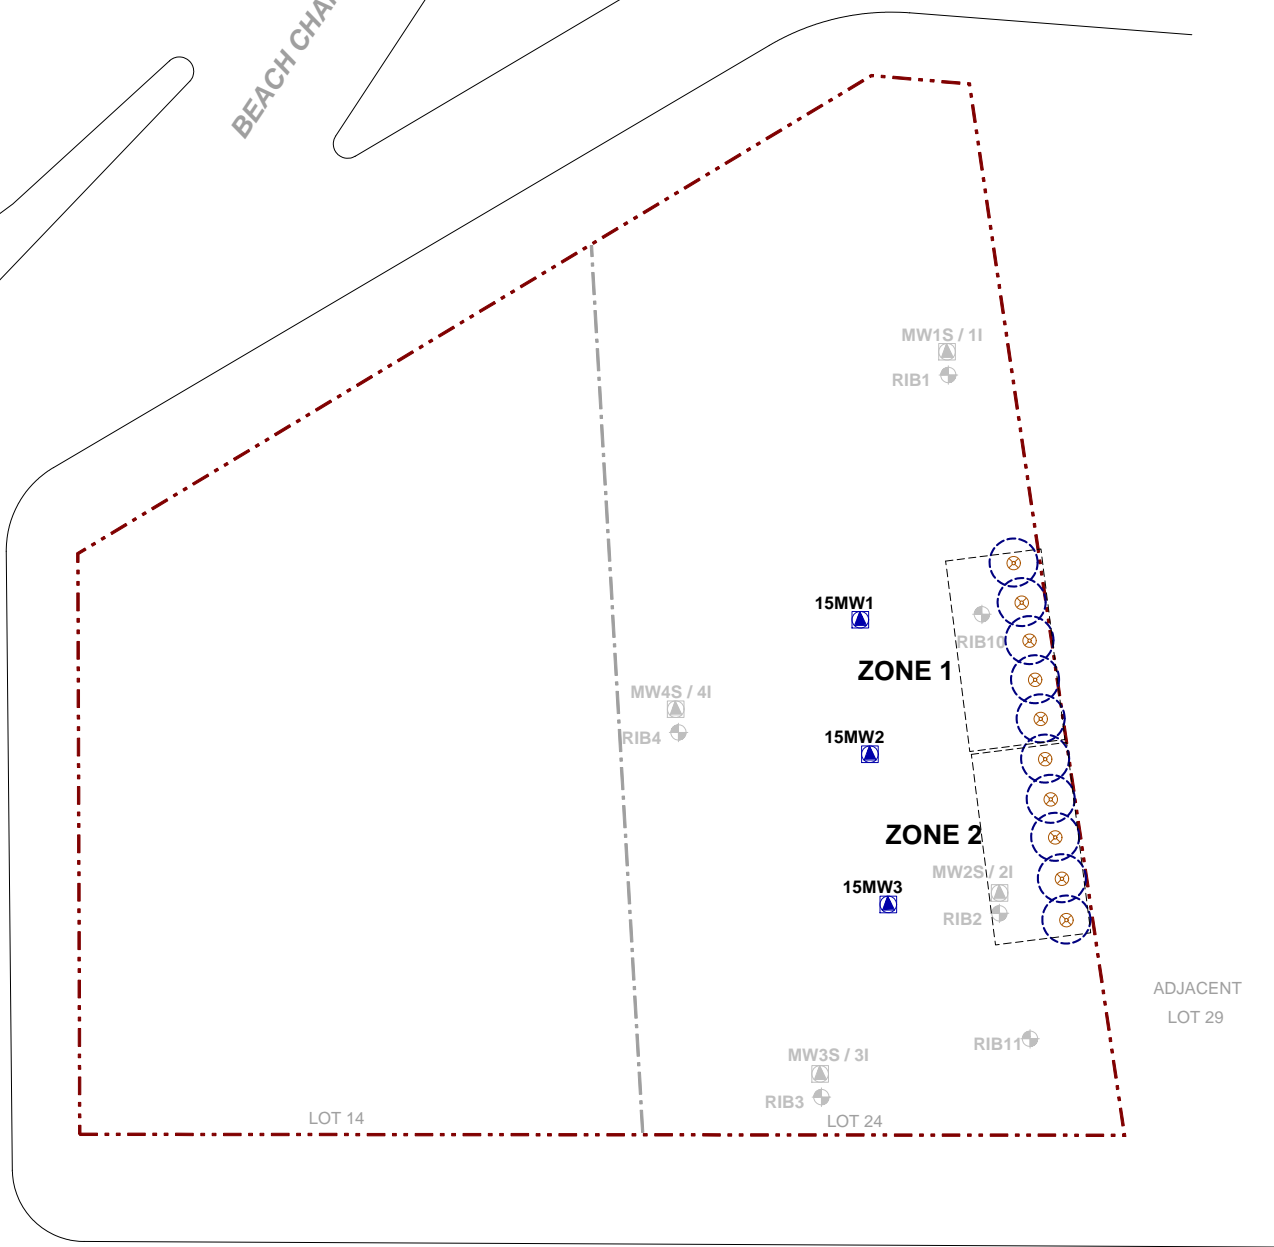 BEACH
MW1S / 1I
RIB1
15MW1
RIB10
ZONE 1
MW4S / 4I
RIB4
15MW2
ZONE 2
MW2S / 2I
15MW3
RIB2
ADJACENT
LOT 29
RIB11
MW3S / 3I
RIB3
LOT 14
LOT 24